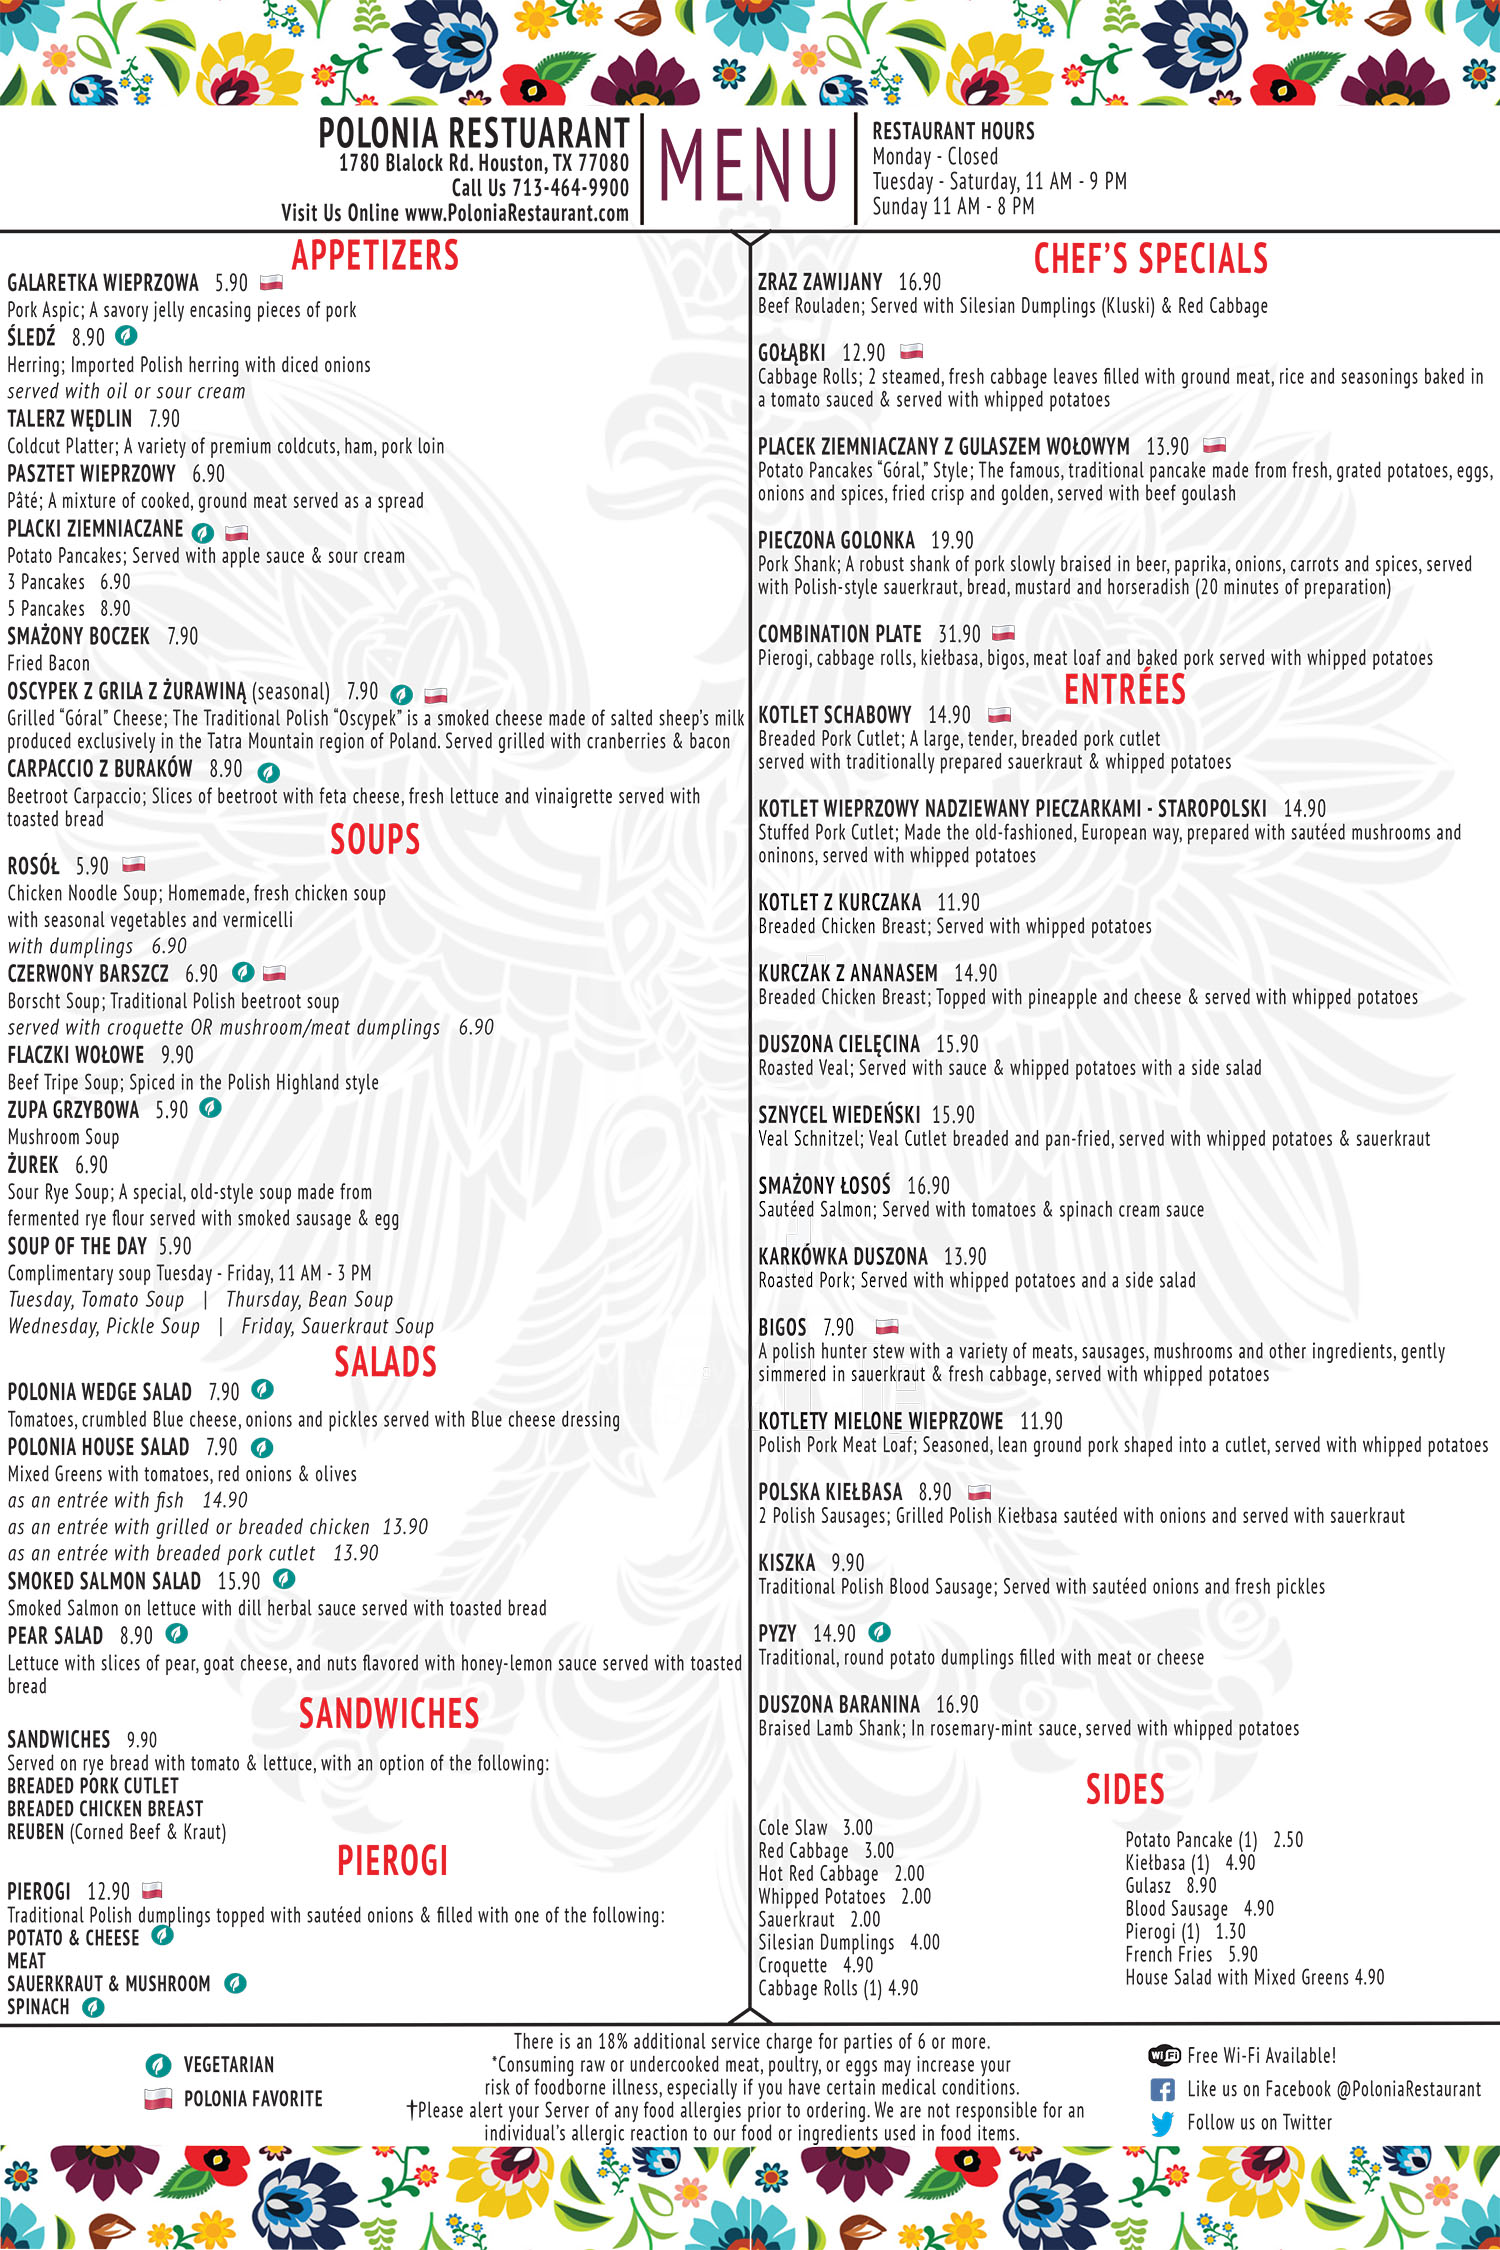 POLONIA RESTUARANT
1780 Blalock Rd. Houston, TX 77080
Call Us 713-464-9900
Visit Us Online www.PoloniaRestaurant.com
MENU
RESTAURANT HOURS
Monday - Closed
Tuesday - Saturday, 11 AM - 9 PM
Sunday 11 AM - 8 PM
APPETIZERS
GALARETKA WIEPRZOWA 5.90
Pork Aspic; A savory jelly encasing pieces of pork
ŚLEDŹ 8.90
Herring; Imported Polish herring with diced onions
served with oil or sour cream
TALERZ WĘDLIN 7.90
Coldcut Platter; A variety of premium coldcuts, ham, pork loin
PASZTET WIEPRZOWY 6.90
Pâté; A mixture of cooked, ground meat served as a spread
PLACKI ZIEMNIACZANE
Potato Pancakes; Served with apple sauce & sour cream
3 Pancakes 6.90
5 Pancakes 8.90
SMAŻONY BOCZEK 7.90
Fried Bacon
OSCYPEK Z GRILA Z ŻURAWINĄ (seasonal) 7.90
Grilled “Góral” Cheese; The Traditional Polish “Oscypek” is a smoked cheese made of salted sheep's milk
produced exclusively in the Tatra Mountain region of Poland. Served grilled with cranberries & bacon
CARPACCIO Z BURAKÓW 8.90
Beetroot Carpaccio; Slices of beetroot with feta cheese, fresh lettuce and vinaigrette served with
toasted bread
SOUPS
ROSÓŁ 5.90
Chicken Noodle Soup; Homemade, fresh chicken soup
with seasonal vegetables and vermicelli
with dumplings 6.90
CZERWONY BARSZCZ 6.90
Borscht Soup; Traditional Polish beetroot soup
served with croquette OR mushroom/meat dumplings 6.90
FLACZKI WOŁOWE 9.90
Beef Tripe Soup; Spiced in the Polish Highland style
ZUPA GRZYBOWA 5.90
Mushroom Soup
ŻUREK 6.90
Sour Rye Soup; A special, old-style soup made from
fermented rye flour served with smoked sausage & egg
SOUP OF THE DAY 5.90
Complimentary soup Tuesday - Friday, 11 AM - 3 PM
Tuesday, Tomato Soup | Thursday, Bean Soup
Wednesday, Pickle Soup | Friday, Sauerkraut Soup
SALADS
POLONIA WEDGE SALAD 7.90
Tomatoes, crumbled Blue cheese, onions and pickles served with Blue cheese dressing
POLONIA HOUSE SALAD 7.90
Mixed Greens with tomatoes, red onions & olives
as an entrée with fish 14.90
as an entrée with grilled or breaded chicken 13.90
as an entrée with breaded pork cutlet 13.90
SMOKED SALMON SALAD 15.90
Smoked Salmon on lettuce with dill herbal sauce served with toasted bread
PEAR SALAD 8.90
Lettuce with slices of pear, goat cheese, and nuts flavored with honey-lemon sauce served with toasted
bread
SANDWICHES
SANDWICHES 9.90
Served on rye bread with tomato & lettuce, with an option of the following:
BREADED PORK CUTLET
BREADED CHICKEN BREAST
REUBEN (Corned Beef & Kraut)
PIEROGI
PIEROGI 12.90
Traditional Polish dumplings topped with sautéed onions & filled with one of the following:
POTATO & CHEESE
MEAT
SAUERKRAUT & MUSHROOM
SPINACH
CHEF'S SPECIALS
ZRAZ ZAWIJANY 16.90
Beef Rouladen; Served with Silesian Dumplings (Kluski) & Red Cabbage
GOŁĄBKI 12.90
Cabbage Rolls; 2 steamed, fresh cabbage leaves filled with ground meat, rice and seasonings baked in
a tomato sauced & served with whipped potatoes
PLACEK ZIEMNIACZANY Z GULASZEM WOŁOWYM 13.90
Potato Pancakes “Góral,” Style; The famous, traditional pancake made from fresh, grated potatoes, eggs,
onions and spices, fried crisp and golden, served with beef goulash
PIECZONA GOLONKA 19.90
Pork Shank; A robust shank of pork slowly braised in beer, paprika, onions, carrots and spices, served
with Polish-style sauerkraut, bread, mustard and horseradish (20 minutes of preparation)
COMBINATION PLATE 31.90
Pierogi, cabbage rolls, kiełbasa, bigos, meat loaf and baked pork served with whipped potatoes
ENTRÉES
KOTLET SCHABOWY 14.90
Breaded Pork Cutlet; A large, tender, breaded pork cutlet
served with traditionally prepared sauerkraut & whipped potatoes
KOTLET WIEPRZOWY NADZIEWANY PIECZARKAMI - STAROPOLSKI 14.90
Stuffed Pork Cutlet; Made the old-fashioned, European way, prepared with sautéed mushrooms and
oninons, served with whipped potatoes
KOTLET Z KURCZAKA 11.90
Breaded Chicken Breast; Served with whipped potatoes
KURCZAK Z ANANASEM 14.90
Breaded Chicken Breast; Topped with pineapple and cheese & served with whipped potatoes
DUSZONA CIELĘCINA 15.90
Roasted Veal; Served with sauce & whipped potatoes with a side salad
SZNYCEL WIEDEŃSKI 15.90
Veal Schnitzel; Veal Cutlet breaded and pan-fried, served with whipped potatoes & sauerkraut
SMAŻONY ŁOSOŚ 16.90
Sautéed Salmon; Served with tomatoes & spinach cream sauce
KARKÓWKA DUSZONA 13.90
Roasted Pork; Served with whipped potatoes and a side salad
BIGOS 7.90
A polish hunter stew with a variety of meats, sausages, mushrooms and other ingredients, gently
simmered in sauerkraut & fresh cabbage, served with whipped potatoes
KOTLETY MIELONE WIEPRZOWE 11.90
Polish Pork Meat Loaf; Seasoned, lean ground pork shaped into a cutlet, served with whipped potatoes
POLSKA KIEŁBASA 8.90
2 Polish Sausages; Grilled Polish Kiełbasa sautéed with onions and served with sauerkraut
KISZKA 9.90
Traditional Polish Blood Sausage; Served with sautéed onions and fresh pickles
PYZY 14.90
Traditional, round potato dumplings filled with meat or cheese
DUSZONA BARANINA 16.90
Braised Lamb Shank; In rosemary-mint sauce, served with whipped potatoes
SIDES
Cole Slaw 3.00
Red Cabbage 3.00
Hot Red Cabbage 2.00
Whipped Potatoes 2.00
Sauerkraut 2.00
Silesian Dumplings 4.00
Croquette 4.90
Cabbage Rolls (1) 4.90
Potato Pancake (1) 2.50
Kiełbasa (1) 4.90
Gulasz 8.90
Blood Sausage 4.90
Pierogi (1) 1.30
French Fries 5.90
House Salad with Mixed Greens 4.90
VEGETARIAN
POLONIA FAVORITE
There is an 18% additional service charge for parties of 6 or more.
*Consuming raw or undercooked meat, poultry, or eggs may increase your
risk of foodborne illness, especially if you have certain medical conditions.
†Please alert your Server of any food allergies prior to ordering. We are not responsible for an
individual's allergic reaction to our food or ingredients used in food items.
WiFi Free Wi-Fi Available!
Like us on Facebook @PoloniaRestaurant
Follow us on Twitter